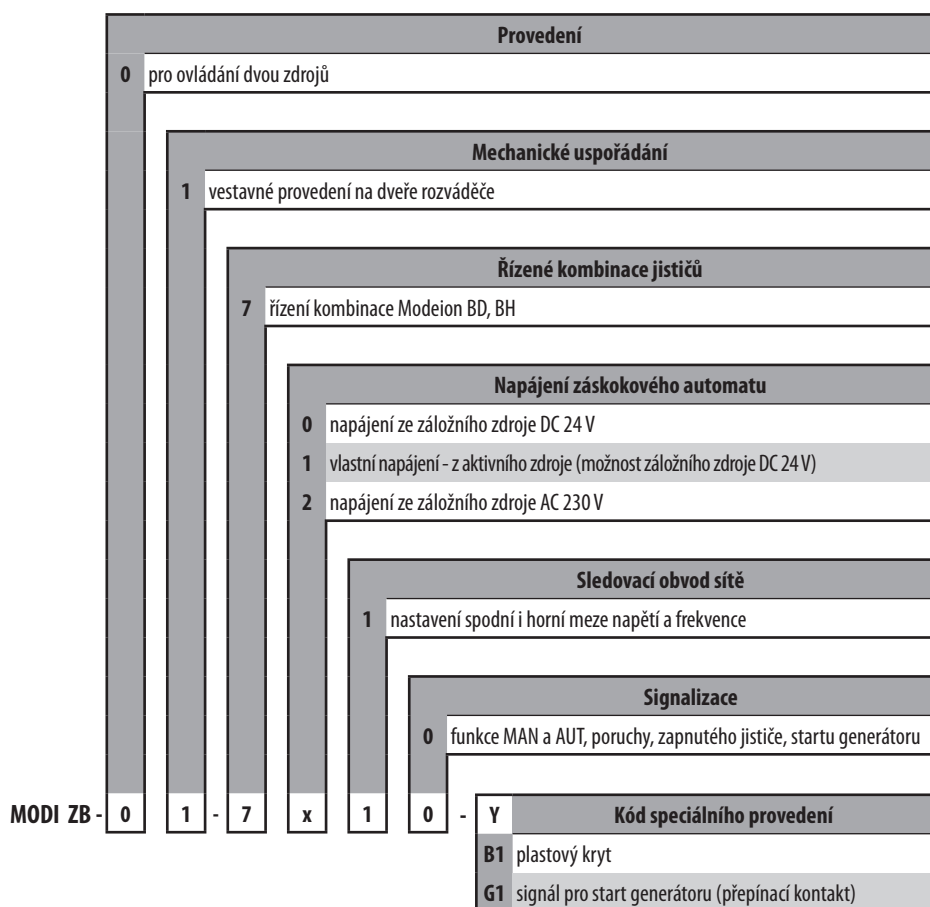 Provedení
0 pro ovládání dvou zdrojů
Mechanické uspořádání
1 vestavné provedení na dveře rozváděče
Řízené kombinace jističů
7 řízení kombinace Modeion BD, BH
Napájení záskokového automatu
0 napájení ze záložního zdroje DC 24 V
1 vlastní napájení - z aktivního zdroje (možnost záložního zdroje DC 24 V)
2 napájení ze záložního zdroje AC 230 V
Sledovací obvod sítě
1 nastavení spodní i horní meze napětí a frekvence
Signalizace
0 funkce MAN a AUT, poruchy, zapnutého jističe, startu generátoru
MODI ZB - 0 1 - 7 x 1 0 - Y Kód speciálního provedení
B1 plastový kryt
G1 signál pro start generátoru (přepínací kontakt)